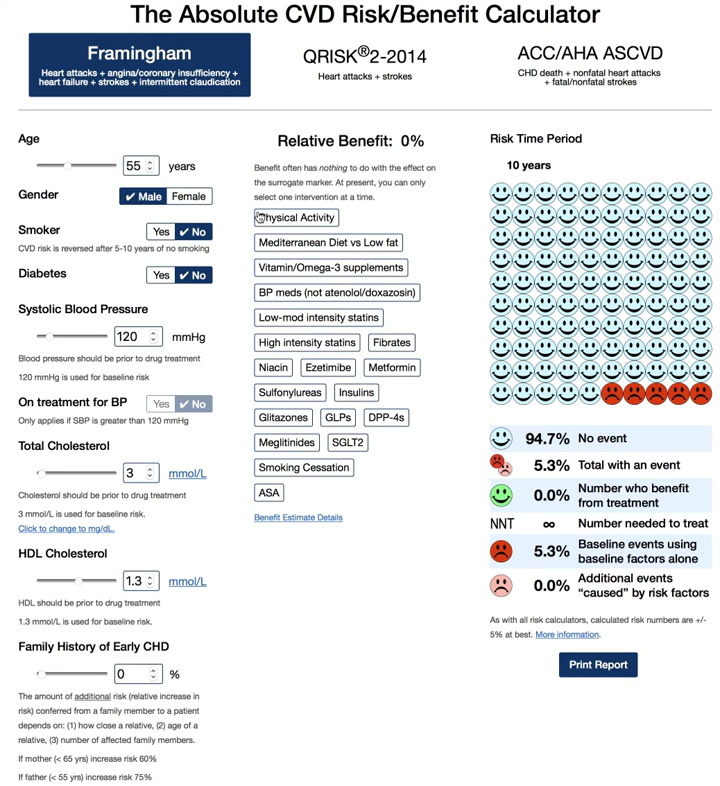 The Absolute CVD Risk/Benefit Calculator
Framingham
Heart attacks + angina/coronary insufficiency +
heart failure + strokes + intermittent claudication
QRISK®2-2014
Heart attacks + strokes
ACC/AHA ASCVD
CHD death + nonfatal heart attacks
+ fatal/nonfatal strokes
Age
55 years
Gender
✔ Male Female
Smoker
Yes ✔ No
CVD risk is reversed after 5-10 years of no smoking
Diabetes
Yes ✔ No
Systolic Blood Pressure
120 mmHg
Blood pressure should be prior to drug treatment
120 mmHg is used for baseline risk
On treatment for BP
Yes ✔ No
Only applies if SBP is greater than 120 mmHg
Total Cholesterol
3 mmol/L
Cholesterol should be prior to drug treatment
3 mmol/L is used for baseline risk.
Click to change to mg/dL.
HDL Cholesterol
1.3 mmol/L
HDL should be prior to drug treatment
1.3 mmol/L is used for baseline risk.
Family History of Early CHD
0 %
The amount of additional risk (relative increase in
risk) conferred from a family member to a patient
depends on: (1) how close a relative, (2) age of a
relative, (3) number of affected family members.
If mother (< 65 yrs) increase risk 60%
If father (< 55 yrs) increase risk 75%
Relative Benefit: 0%
Benefit often has nothing to do with the effect on
the surrogate marker. At present, you can only
select one intervention at a time.
Physical Activity
Mediterranean Diet vs Low fat
Vitamin/Omega-3 supplements
BP meds (not atenolol/doxazosin)
Low-mod intensity statins
High intensity statins Fibrates
Niacin Ezetimibe Metformin
Sulfonylureas Insulins
Glitazones GLPs DPP-4s
Meglitinides SGLT2
Smoking Cessation
ASA
Benefit Estimate Details
Risk Time Period
10 years
94.7% No event
5.3% Total with an event
0.0% Number who benefit
from treatment
NNT ∞ Number needed to treat
5.3% Baseline events using
baseline factors alone
0.0% Additional events
"caused" by risk factors
As with all risk calculators, calculated risk numbers are +/-
5% at best. More information.
Print Report